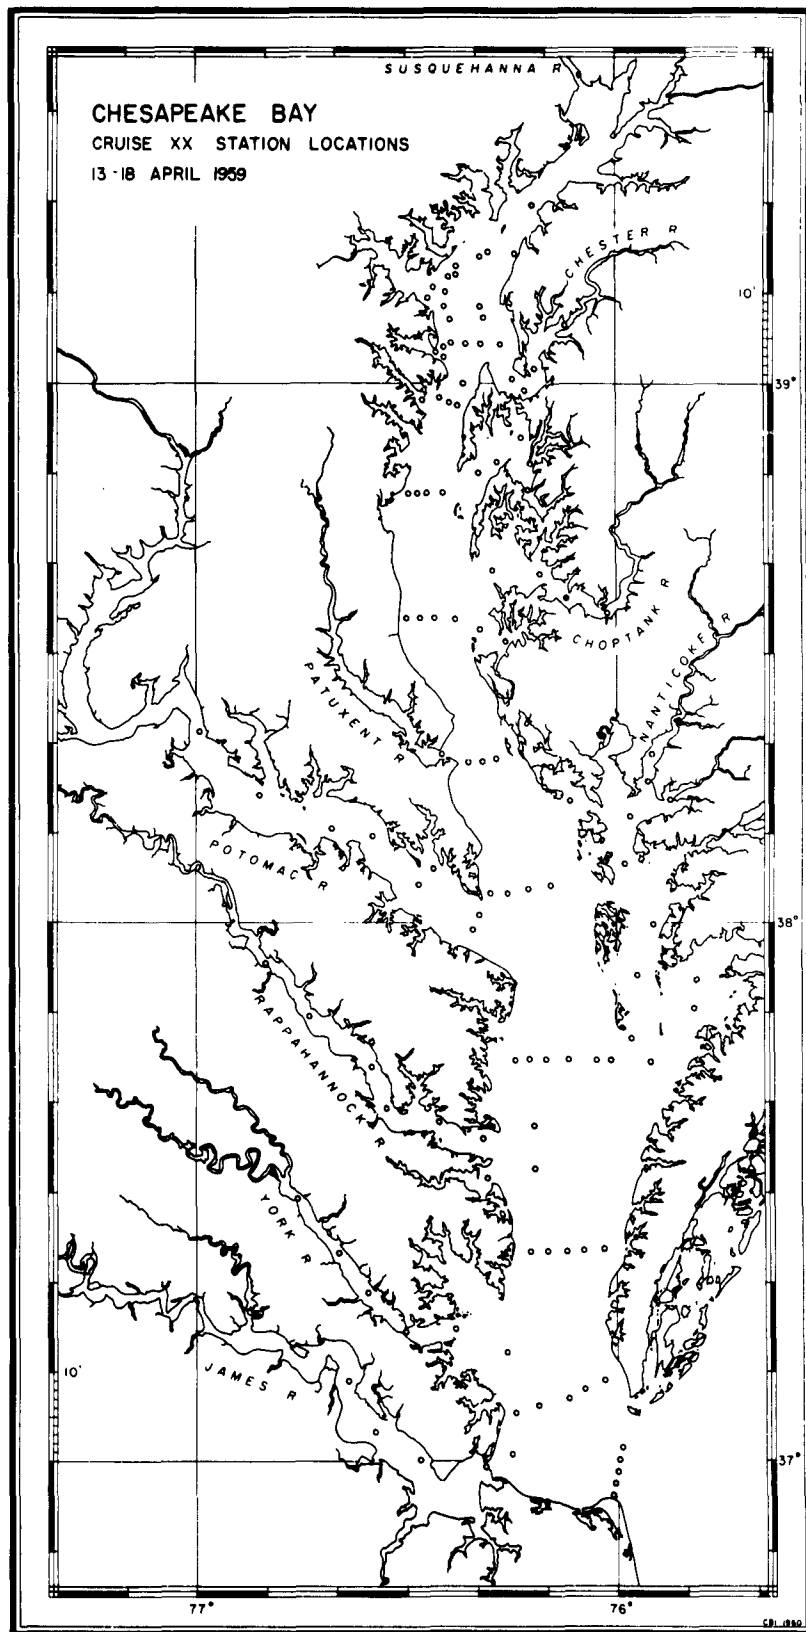 SUSQUEHANNA R
CHESAPEAKE BAY
CRUISE XX STATION LOCATIONS
13-18 APRIL 1959
CHESTER R
10'
39°
CHOPTANK R
NANTICOKE R
PATUXENT R
POTOMAC R
38°
RAPPAHANNOCK R
YORK R
JAMES R
10'
37°
77°
76°
CBI 1960